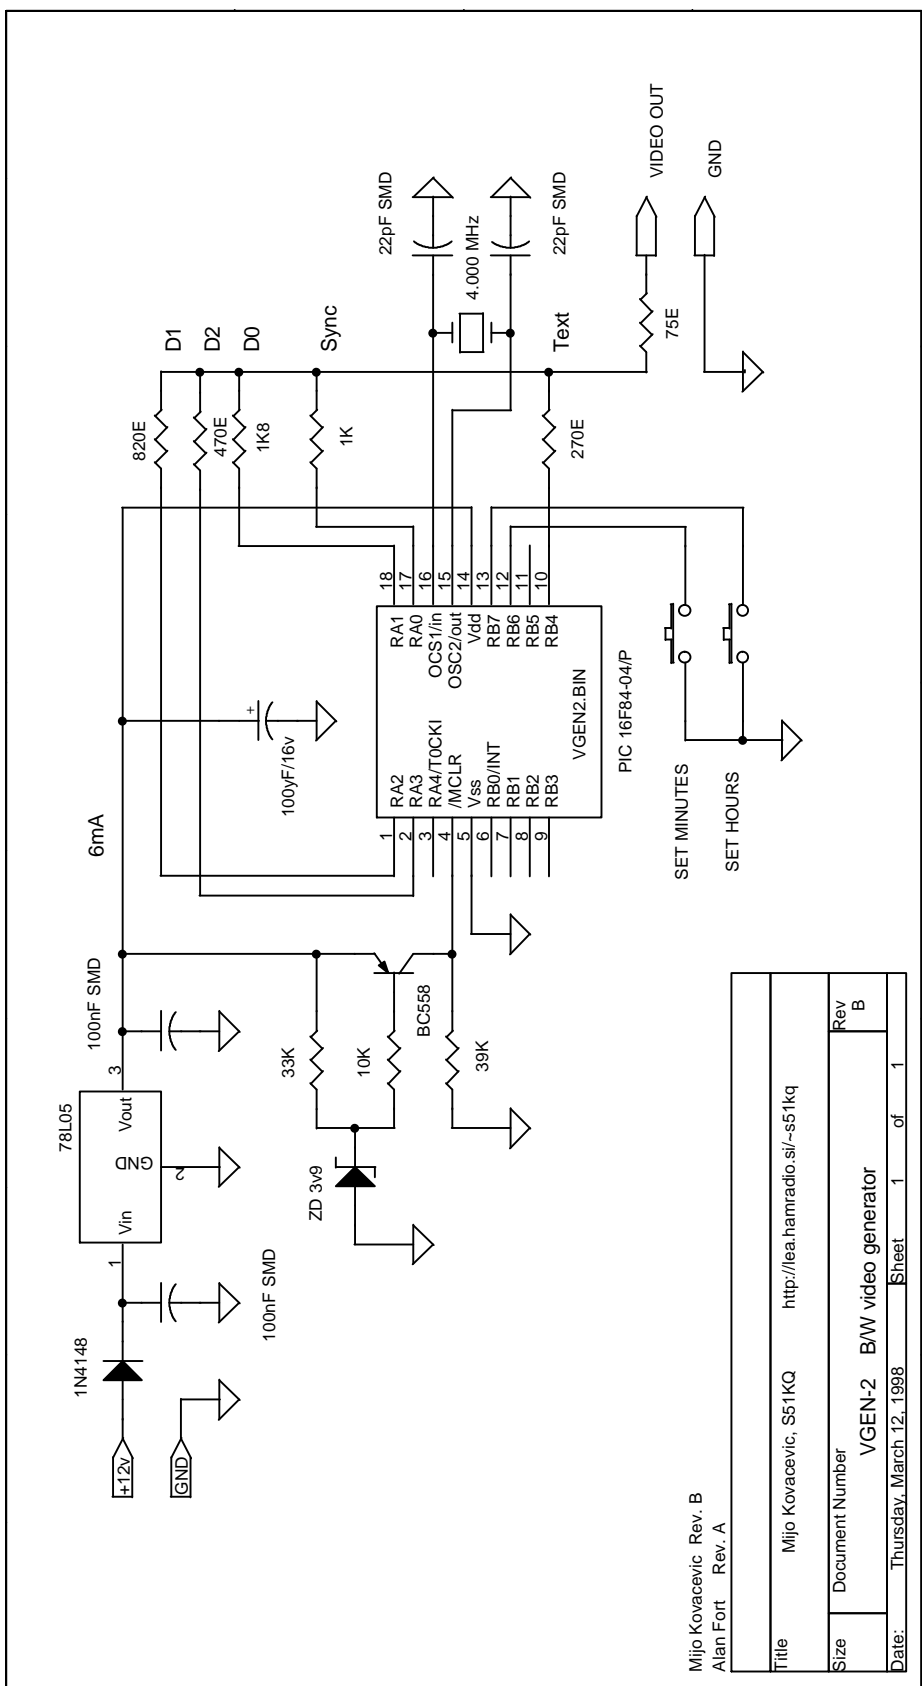 +12v
GND
1N4148
100nF SMD
78L05
Vin
GND
Vout
1
2
3
100nF SMD
6mA
ZD 3v9
33K
10K
39K
BC558
100yF/16v
+
820E
470E
1K8
1K
D1
D2
D0
Sync
22pF SMD
4.000 MHz
22pF SMD
Text
270E
75E
VIDEO OUT
GND
1
2
3
4
5
6
7
8
9
RA2
RA3
RA4/T0CKI
/MCLR
Vss
RB0/INT
RB1
RB2
RB3
RA1
RA0
OCS1/in
OSC2/out
Vdd
RB7
RB6
RB5
RB4
18
17
16
15
14
13
12
11
10
VGEN2.BIN
PIC 16F84-04/P
SET MINUTES
SET HOURS
Mijo Kovacevic Rev. B
Alan Fort Rev. A
Title
Mijo Kovacevic, S51KQ http://lea.hamradio.si/~s51kq
Size Document Number Rev
VGEN-2 B/W video generator B
Date: Thursday, March 12, 1998 Sheet 1 of 1